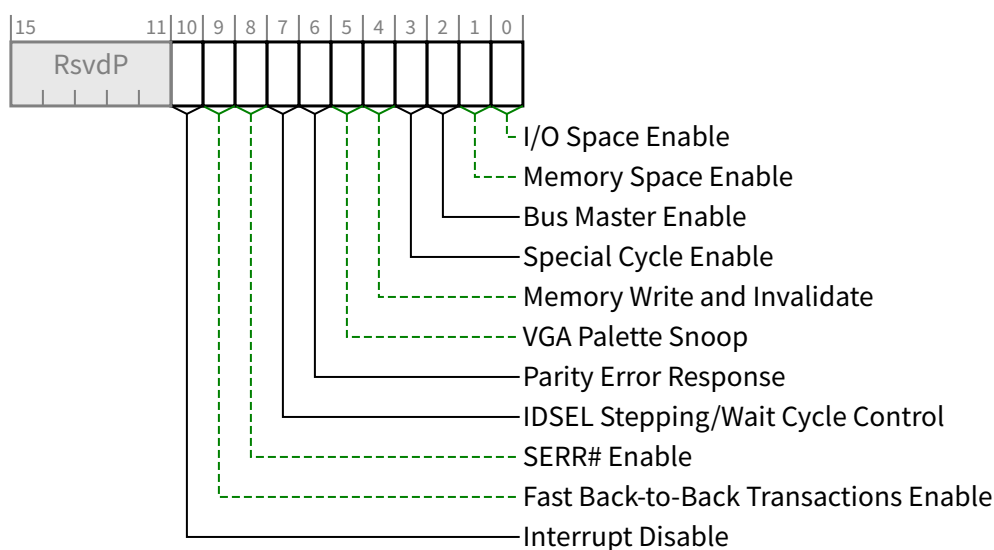 15 11 10 9 8 7 6 5 4 3 2 1 0
RsvdP
I/O Space Enable
Memory Space Enable
Bus Master Enable
Special Cycle Enable
Memory Write and Invalidate
VGA Palette Snoop
Parity Error Response
IDSEL Stepping/Wait Cycle Control
SERR# Enable
Fast Back-to-Back Transactions Enable
Interrupt Disable